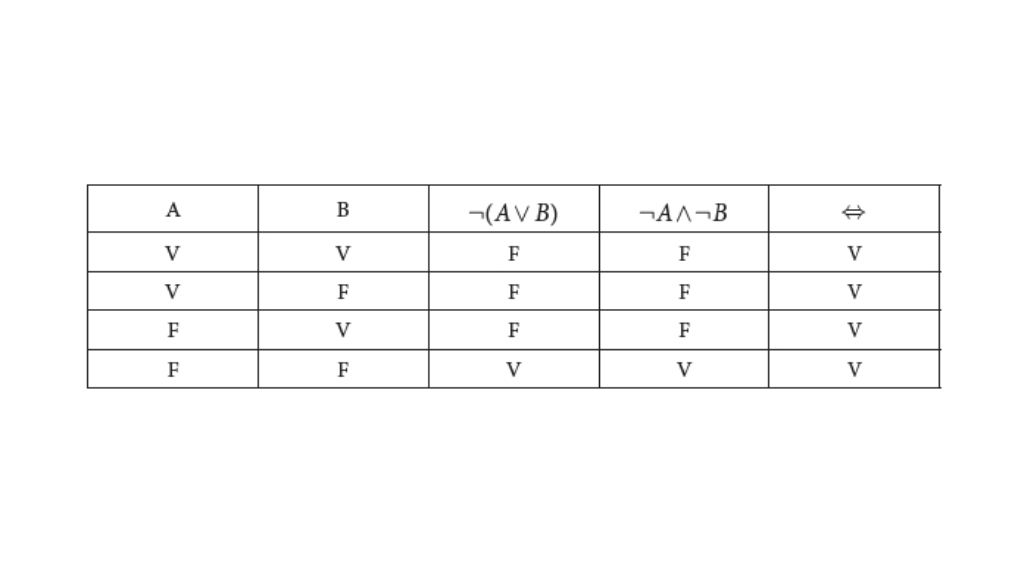 A B ¬(A∨B) ¬A∧¬B ⇔
V V F F V
V F F F V
F V F F V
F F V V V